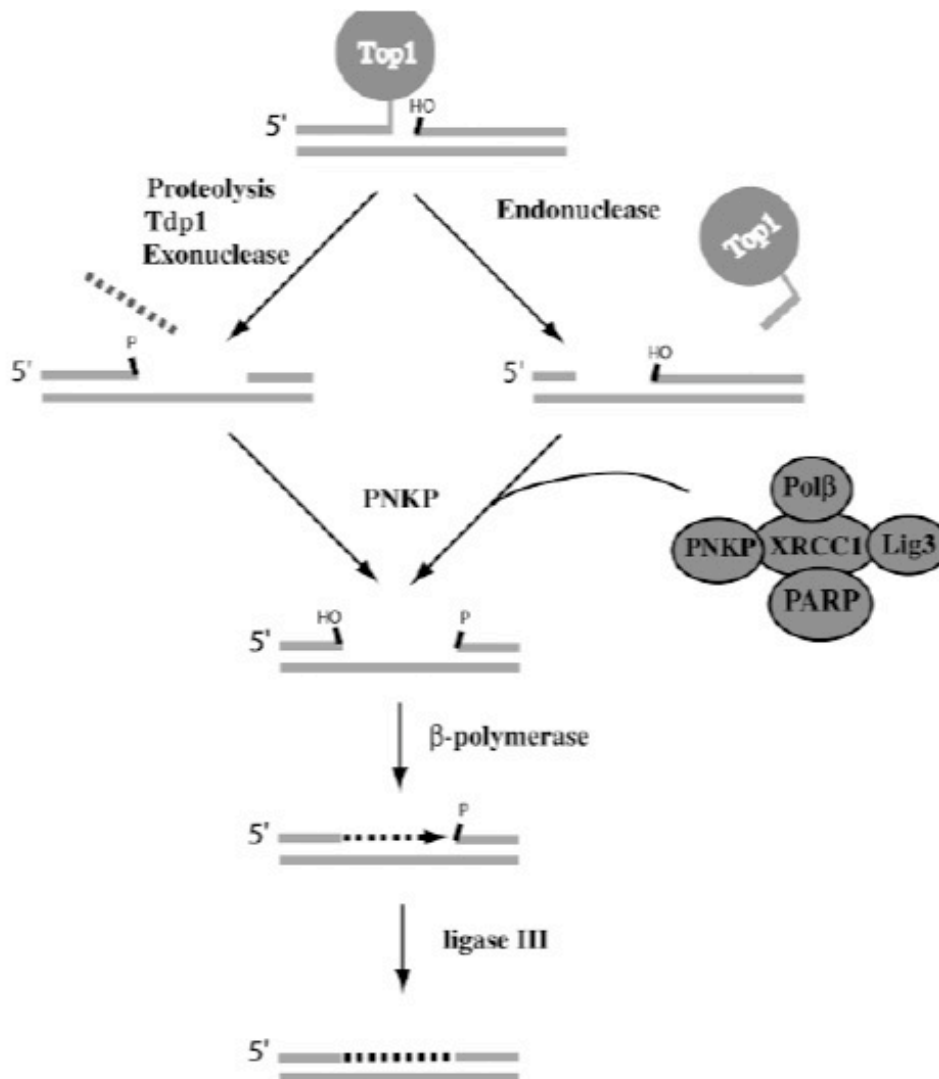 Top1
HO
5'
Proteolysis
Tdp1
Exonuclease
Endonuclease
Top1
P
5'
HO
5'
PNKP
Polβ
PNKP
XRCC1
Lig3
PARP
HO
P
5'
β-polymerase
P
5'
ligase III
5'